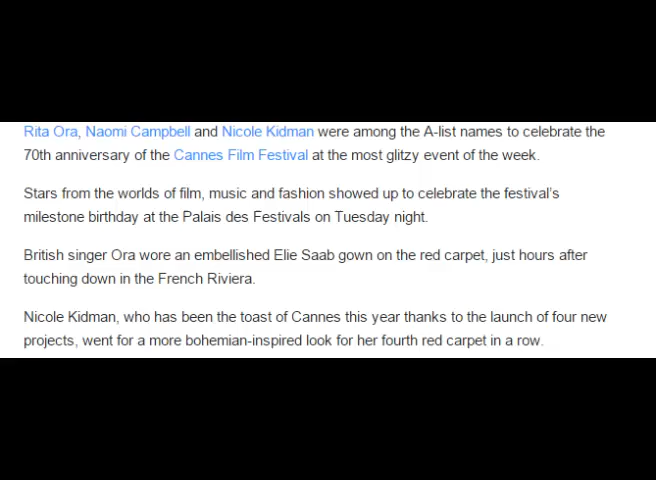 Rita Ora, Naomi Campbell and Nicole Kidman were among the A-list names to celebrate the
70th anniversary of the Cannes Film Festival at the most glitzy event of the week.
Stars from the worlds of film, music and fashion showed up to celebrate the festival's
milestone birthday at the Palais des Festivals on Tuesday night.
British singer Ora wore an embellished Elie Saab gown on the red carpet, just hours after
touching down in the French Riviera.
Nicole Kidman, who has been the toast of Cannes this year thanks to the launch of four new
projects, went for a more bohemian-inspired look for her fourth red carpet in a row.